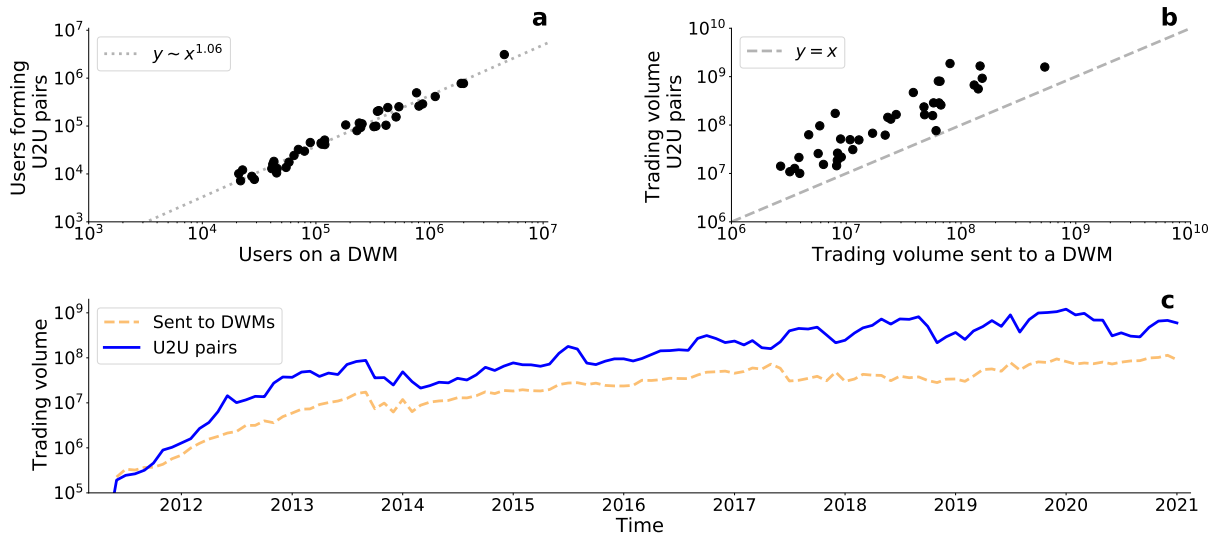 a
y ~ x^1.06
10^7
10^6
10^5
10^4
10^3
Users forming
U2U pairs
10^3 10^4 10^5 10^6 10^7
Users on a DWM
b
y = x
10^10
10^9
10^8
10^7
10^6
Trading volume
U2U pairs
10^6 10^7 10^8 10^9 10^10
Trading volume sent to a DWM
c
Sent to DWMs
U2U pairs
10^9
10^8
10^7
10^6
10^5
Trading volume
2012 2013 2014 2015 2016 2017 2018 2019 2020 2021
Time